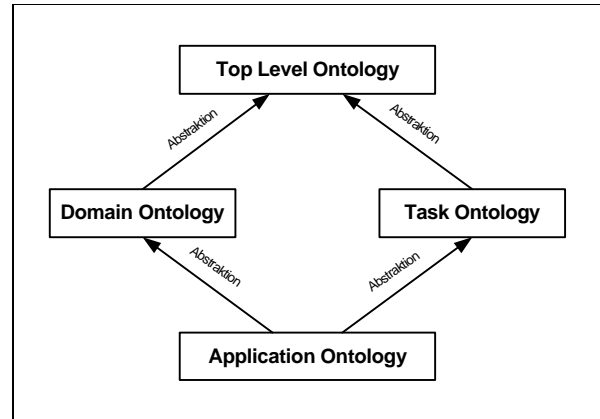 Top Level Ontology
Abstraktion
Abstraktion
Domain Ontology
Task Ontology
Abstraktion
Abstraktion
Application Ontology